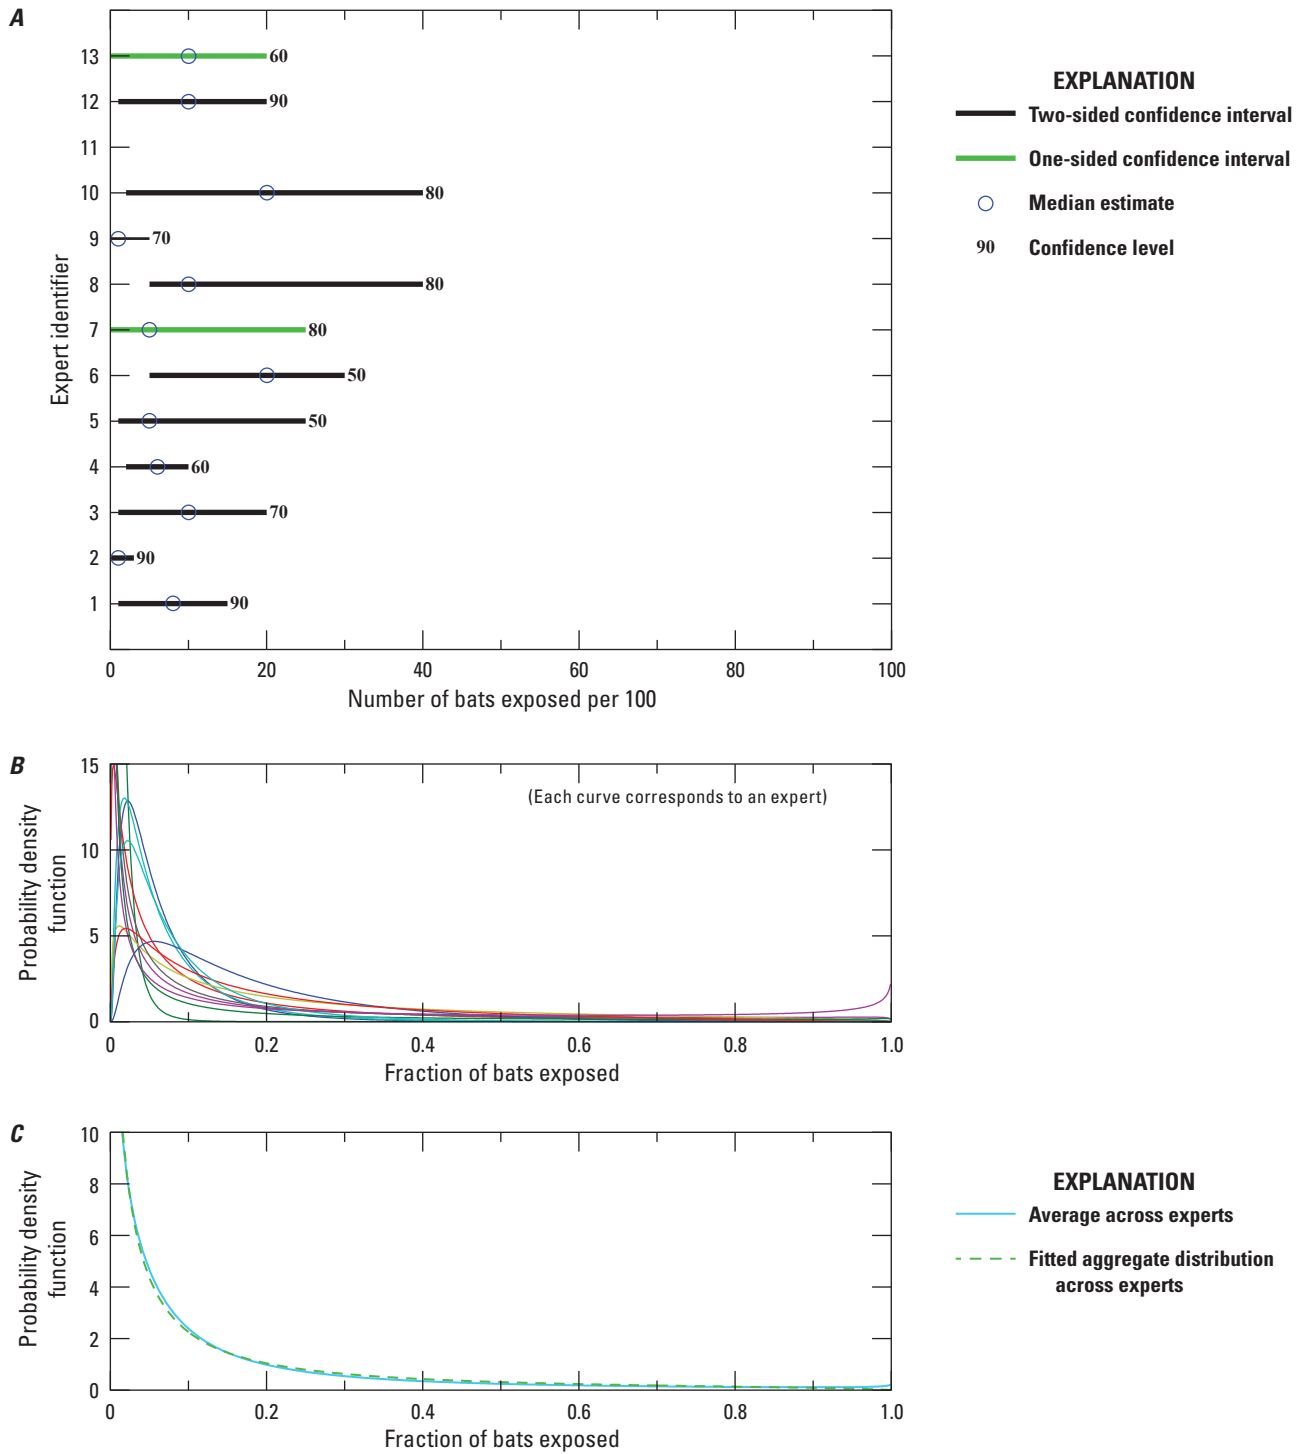 A
13
12
11
10
9
8
7
6
5
4
3
2
1
60
90
80
70
80
80
50
50
60
70
90
90
Expert identifier
0 20 40 60 80 100
Number of bats exposed per 100
EXPLANATION
Two-sided confidence interval
One-sided confidence interval
Median estimate
90 Confidence level
B
15
10
5
0
Probability density
function
(Each curve corresponds to an expert)
0 0.2 0.4 0.6 0.8 1.0
Fraction of bats exposed
C
10
8
6
4
2
0
Probability density
function
0 0.2 0.4 0.6 0.8 1.0
Fraction of bats exposed
EXPLANATION
Average across experts
Fitted aggregate distribution
across experts